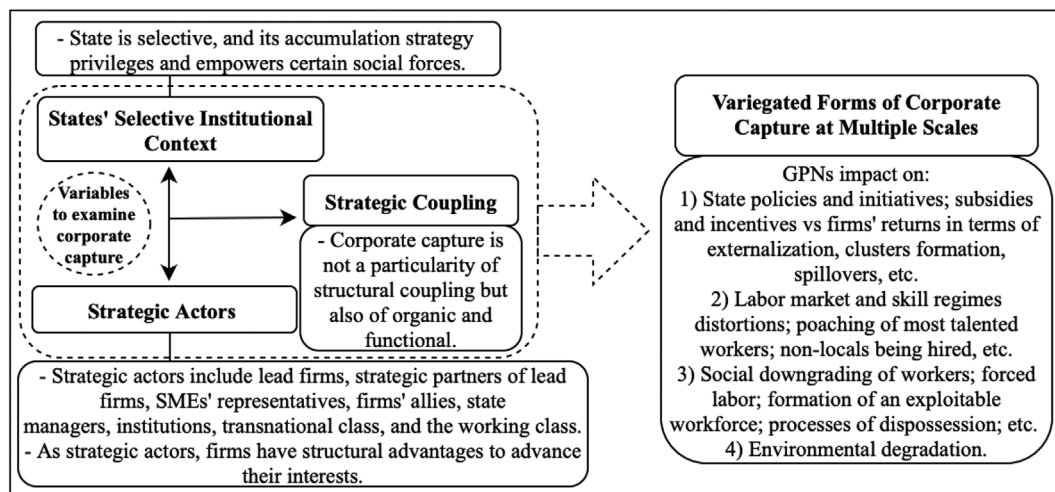 - State is selective, and its accumulation strategy
privileges and empowers certain social forces.
States' Selective Institutional
Context
Variables
to examine
corporate
capture
Strategic Coupling
- Corporate capture is
not a particularity of
structural coupling but
also of organic and
functional.
Strategic Actors
- Strategic actors include lead firms, strategic partners of lead
firms, SMEs' representatives, firms' allies, state
managers, institutions, transnational class, and the working class.
- As strategic actors, firms have structural advantages to advance
their interests.
Variegated Forms of Corporate
Capture at Multiple Scales
GPNs impact on:
1) State policies and initiatives; subsidies
and incentives vs firms' returns in terms of
externalization, clusters formation,
spillovers, etc.
2) Labor market and skill regimes
distortions; poaching of most talented
workers; non-locals being hired, etc.
3) Social downgrading of workers; forced
labor; formation of an exploitable
workforce; processes of dispossession; etc.
4) Environmental degradation.